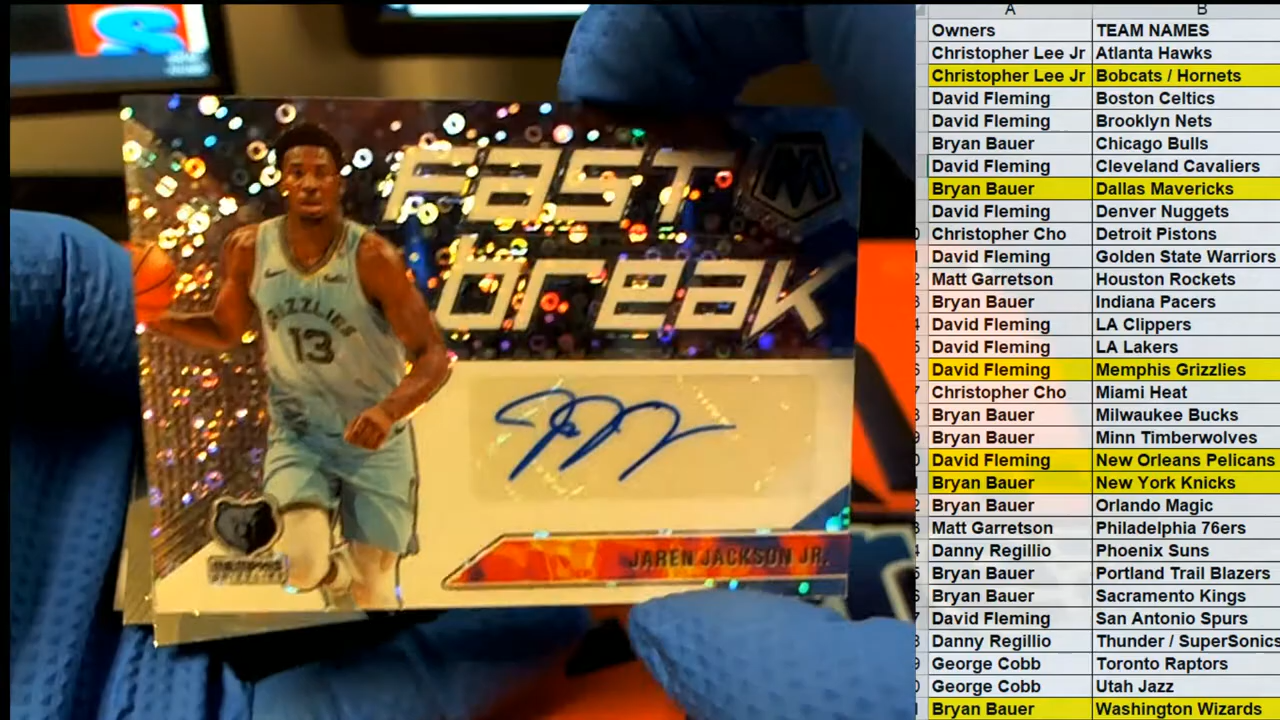 Fast
break
GRIZZLIES
13
MEMPHIS
GRIZZLIES
JAREN JACKSON JR.
A B
Owners TEAM NAMES
Christopher Lee Jr Atlanta Hawks
Christopher Lee Jr Bobcats / Hornets
David Fleming Boston Celtics
David Fleming Brooklyn Nets
Bryan Bauer Chicago Bulls
David Fleming Cleveland Cavaliers
Bryan Bauer Dallas Mavericks
David Fleming Denver Nuggets
Christopher Cho Detroit Pistons
David Fleming Golden State Warriors
Matt Garretson Houston Rockets
Bryan Bauer Indiana Pacers
David Fleming LA Clippers
David Fleming LA Lakers
David Fleming Memphis Grizzlies
Christopher Cho Miami Heat
Bryan Bauer Milwaukee Bucks
Bryan Bauer Minn Timberwolves
David Fleming New Orleans Pelicans
Bryan Bauer New York Knicks
Bryan Bauer Orlando Magic
Matt Garretson Philadelphia 76ers
Danny Regillio Phoenix Suns
Bryan Bauer Portland Trail Blazers
Bryan Bauer Sacramento Kings
David Fleming San Antonio Spurs
Danny Regillio Thunder / SuperSonics
George Cobb Toronto Raptors
George Cobb Utah Jazz
Bryan Bauer Washington Wizards